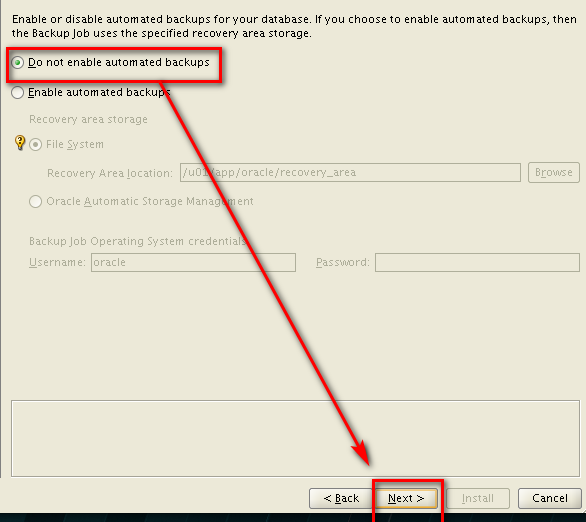 Enable or disable automated backups for your database. If you choose to enable automated backups, then
the Backup Job uses the specified recovery area storage.
Do not enable automated backups
Enable automated backups
Recovery area storage
File System
Recovery Area location: /u01/app/oracle/recovery_area Browse
Oracle Automatic Storage Management
Backup Job Operating System credentials
Username: oracle Password:
< Back Next > Install Cancel